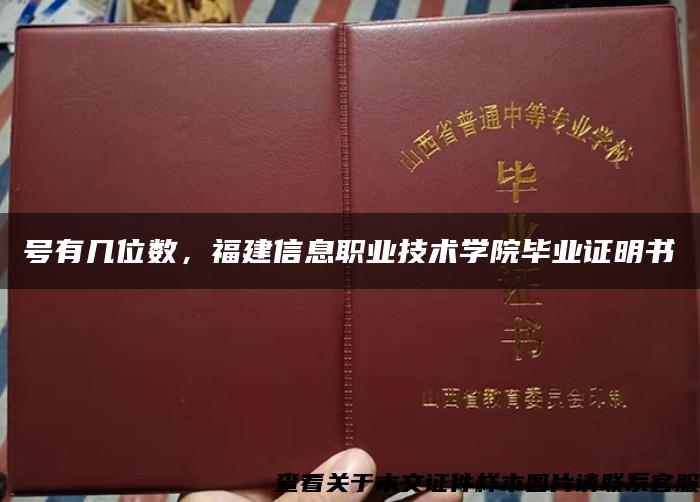 山西省普通中等专业学校
毕业证书
号有几位数，福建信息职业技术学院毕业证明书
山西省教育委员会印制
查看关于本文证件样本图片请联系客服